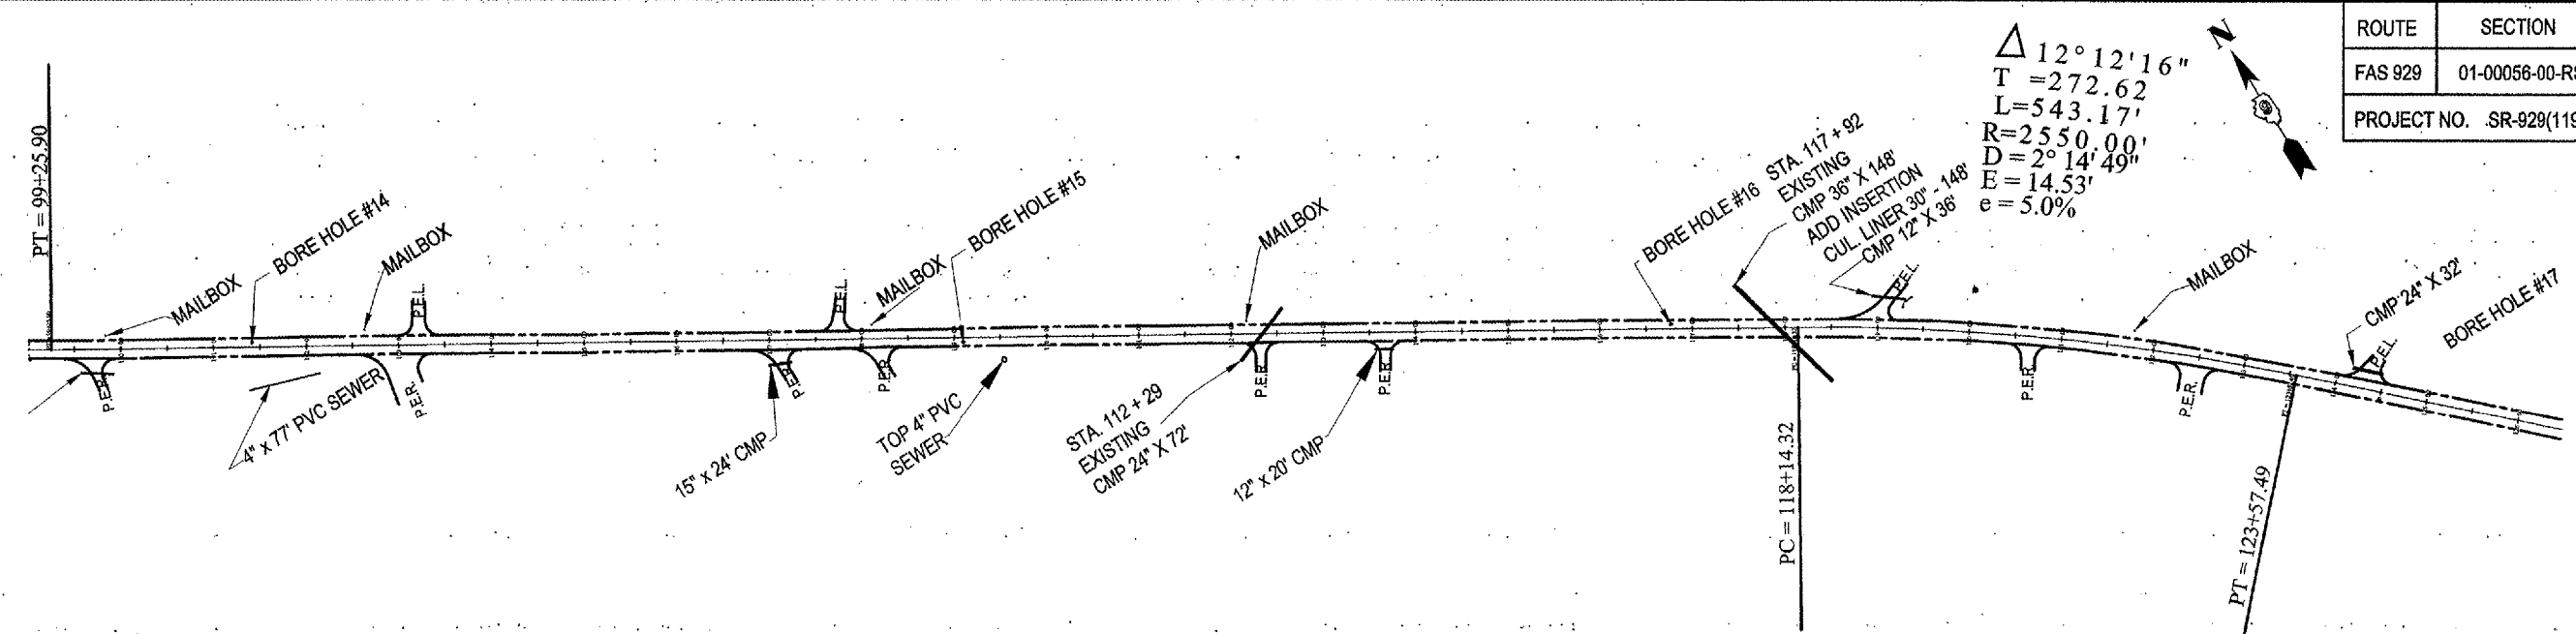 ROUTE SECTION
FAS 929 01-00056-00-RS
PROJECT NO. SR-929(119
N
Δ 12°12'16"
T =272.62
L=543.17'
R=2550.00'
D = 2° 14' 49"
E = 14.53'
e = 5.0%
PT = 99+25.90
MAILBOX
BORE HOLE #14
MAILBOX
P.E.L.
P.E.L.
MAILBOX
BORE HOLE #15
MAILBOX
BORE HOLE #16
STA. 117 + 92
EXISTING
CMP 36" X 148'
ADD INSERTION
CUL. LINER 30" - 148'
CMP 12" X 36'
P.E.L.
MAILBOX
CMP 24" X 32'
P.E.L.
BORE HOLE #17
P.E.R.
4" x 77' PVC SEWER
P.E.R.
15" x 24' CMP
P.E.R.
P.E.R.
TOP 4" PVC
SEWER
STA. 112 + 29
EXISTING
CMP 24" X 72'
P.E.R.
12" x 20' CMP
P.E.R.
PC = 118+14.32
P.E.R.
P.E.R.
PT = 123+57.49